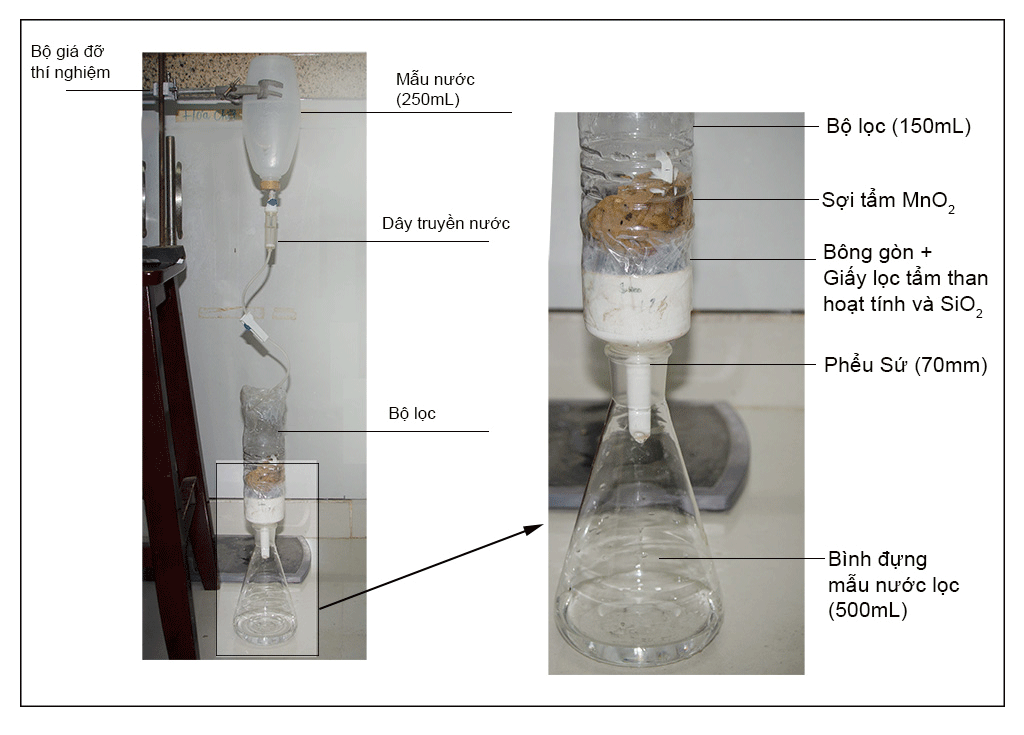 Bộ giá đỡ
thí nghiệm
Mẫu nước
(250mL)
Dây truyền nước
Bộ lọc
Bộ lọc (150mL)
Sợi tẩm MnO2
Bông gòn +
Giấy lọc tẩm than
hoạt tính và SiO2
Phểu Sứ (70mm)
Bình đựng
mẫu nước lọc
(500mL)